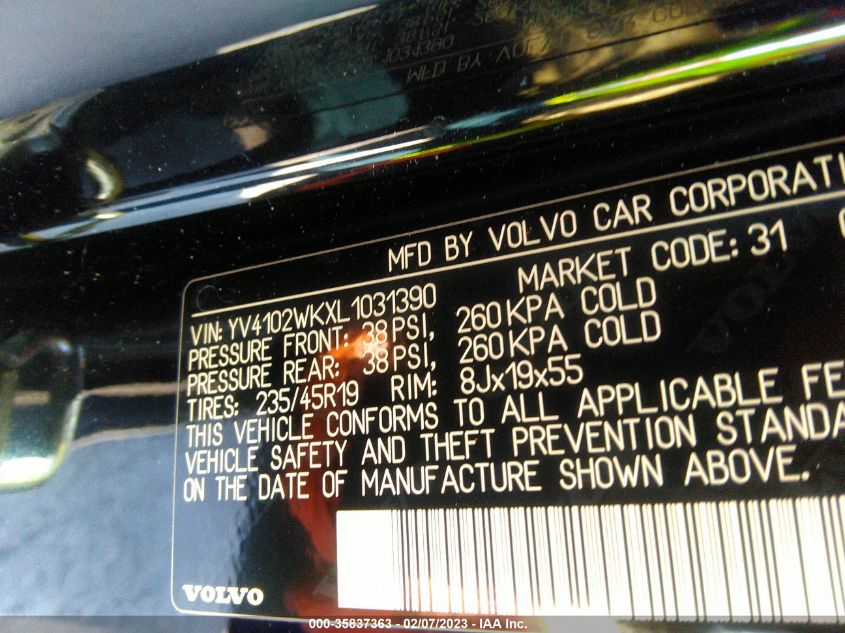 MFD BY VOLVO CAR CORPORATI
MARKET CODE: 31
VIN: YV4102WKXL1031390
PRESSURE FRONT: 38 PSI, 260 KPA COLD
PRESSURE REAR: 38 PSI, 260 KPA COLD
TIRES: 235/45R19 RIM: 8Jx19x55
THIS VEHICLE CONFORMS TO ALL APPLICABLE FE
VEHICLE SAFETY AND THEFT PREVENTION STANDA
ON THE DATE OF MANUFACTURE SHOWN ABOVE.
VOLVO
000-35837363 - 02/07/2023 - IAA Inc.